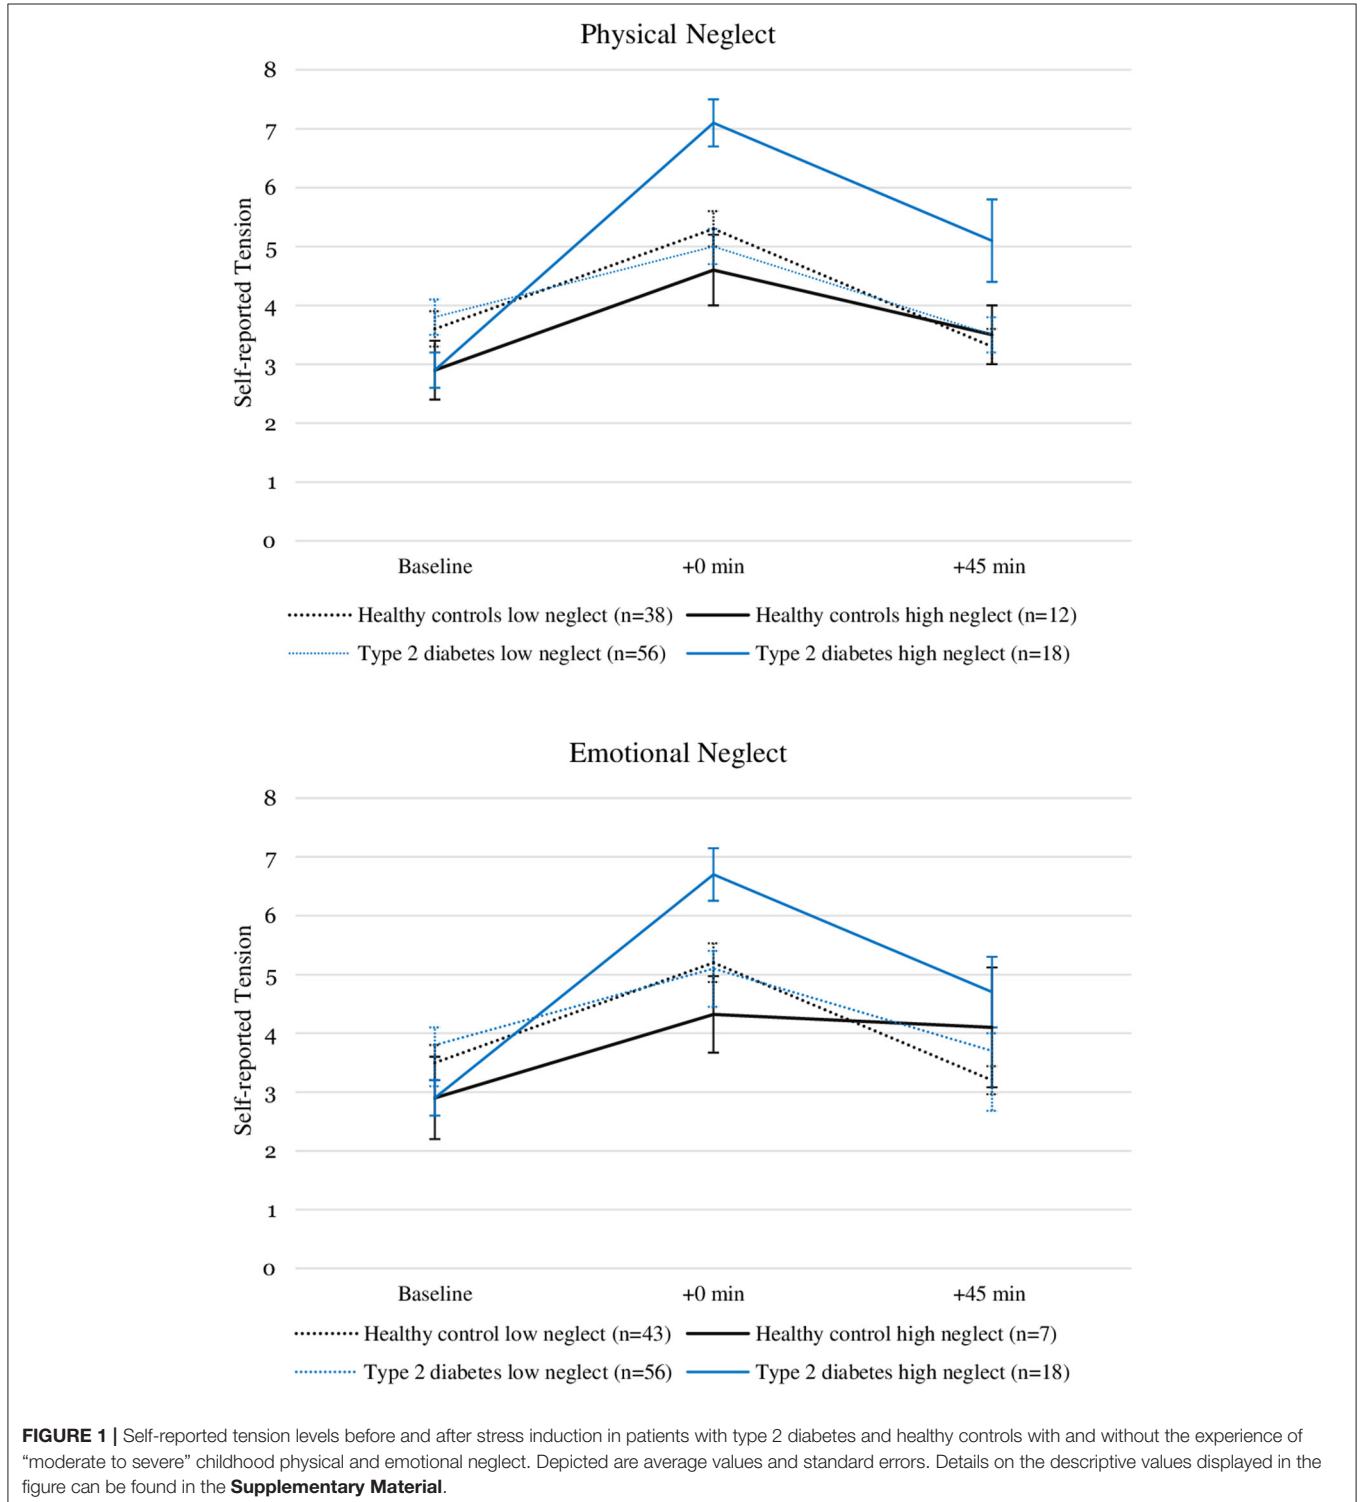 Physical Neglect
8
7
6
5
4
3
2
1
0
Self-reported Tension
Baseline +0 min +45 min
Healthy controls low neglect (n=38) Healthy controls high neglect (n=12)
Type 2 diabetes low neglect (n=56) Type 2 diabetes high neglect (n=18)
Emotional Neglect
8
7
6
5
4
3
2
1
0
Self-reported Tension
Baseline +0 min +45 min
Healthy control low neglect (n=43) Healthy control high neglect (n=7)
Type 2 diabetes low neglect (n=56) Type 2 diabetes high neglect (n=18)
FIGURE 1 | Self-reported tension levels before and after stress induction in patients with type 2 diabetes and healthy controls with and without the experience of
“moderate to severe” childhood physical and emotional neglect. Depicted are average values and standard errors. Details on the descriptive values displayed in the
figure can be found in the Supplementary Material.